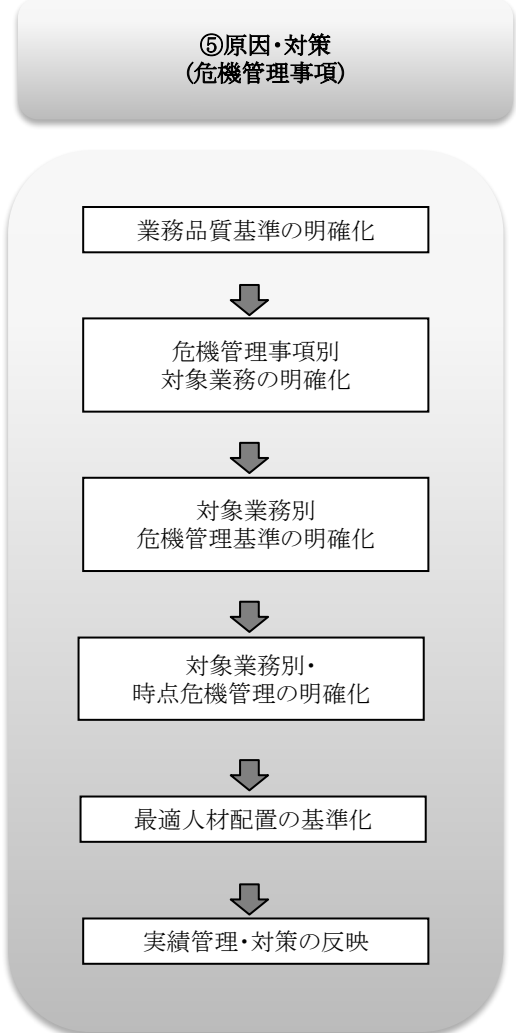 ⑤原因・対策
(危機管理事項)
業務品質基準の明確化
危機管理事項別
対象業務の明確化
対象業務別
危機管理基準の明確化
対象業務別・
時点危機管理の明確化
最適人材配置の基準化
実績管理・対策の反映